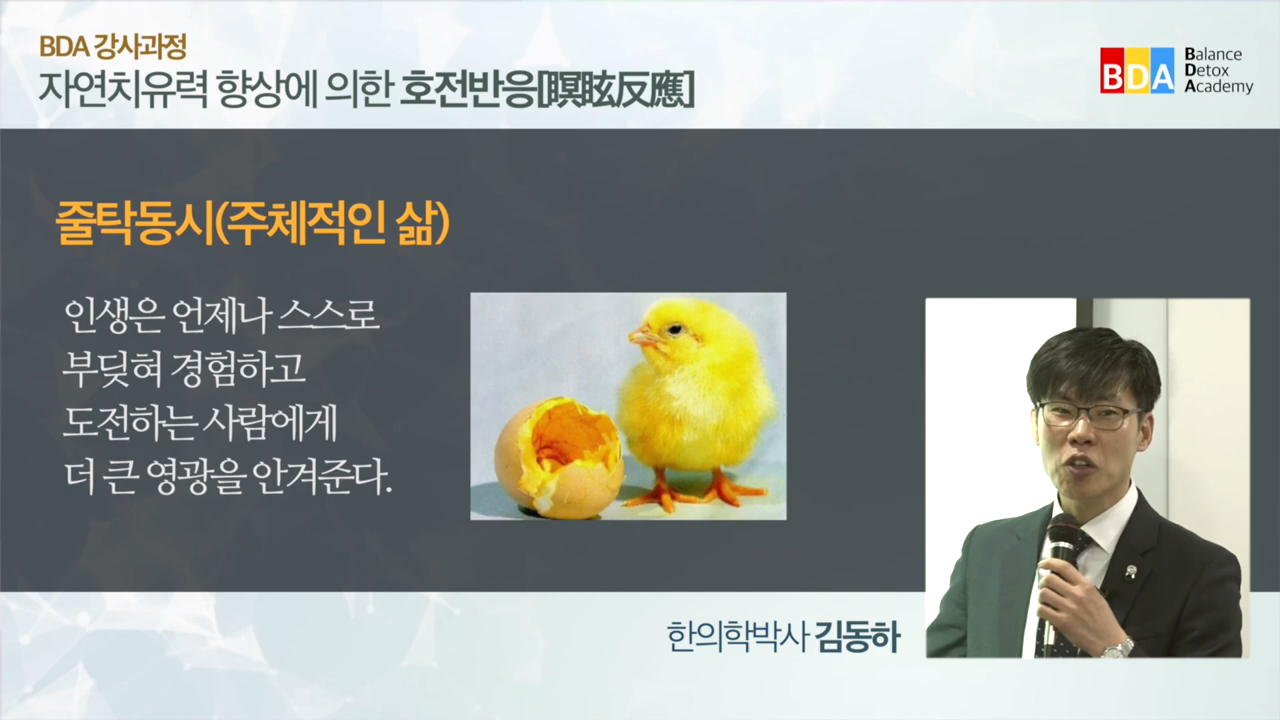 BDA 강사과정
자연치유력 향상에 의한 호전반응[瞑眩反應]
BDA
Balance
Detox
Academy
줄탁동시(주체적인 삶)
인생은 언제나 스스로
부딪혀 경험하고
도전하는 사람에게
더 큰 영광을 안겨준다.
한의학박사 김동하